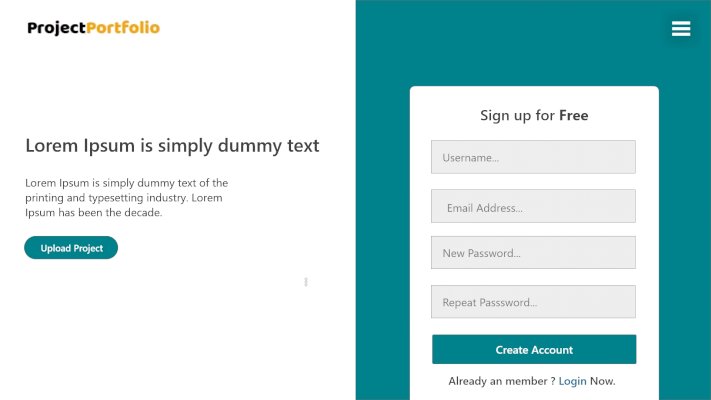 ProjectPortfolio
Lorem Ipsum is simply dummy text
Lorem Ipsum is simply dummy text of the
printing and typesetting industry. Lorem
Ipsum has been the decade.
Upload Project
Sign up for Free
Username...
Email Address...
New Password...
Repeat Passsword...
Create Account
Already an member ? Login Now.